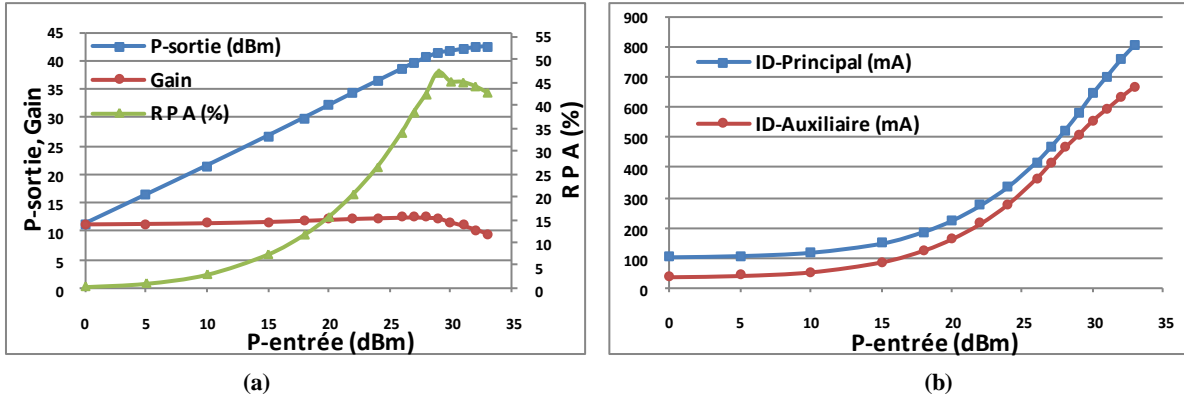 45
40
35
30
25
20
15
10
5
0
P-sortie, Gain
P-sortie (dBm)
Gain
R P A (%)
55
50
45
40
35
30
25
20
15
10
5
0
R P A (%)
0 5 10 15 20 25 30 35
P-entrée (dBm)
(a)
900
800
700
600
500
400
300
200
100
0
ID-Principal (mA)
ID-Auxiliaire (mA)
0 5 10 15 20 25 30 35
P-entrée (dBm)
(b)